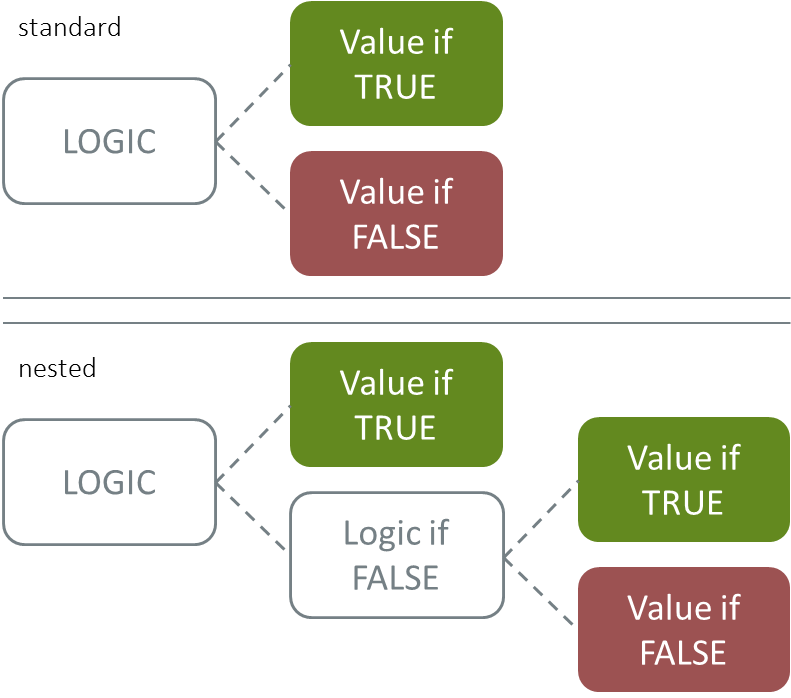 standard
Value if
TRUE
LOGIC
Value if
FALSE
nested
Value if
TRUE
LOGIC
Value if
TRUE
Logic if
FALSE
Value if
FALSE